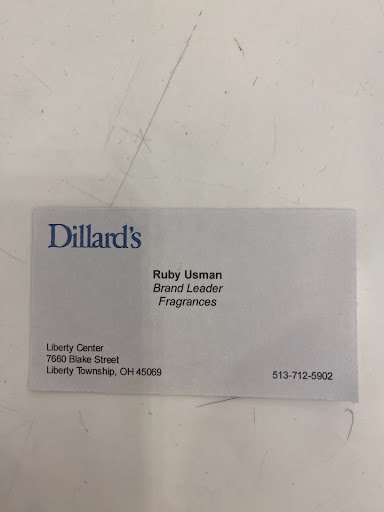 Dillard's
Ruby Usman
Brand Leader
Fragrances
Liberty Center
7660 Blake Street
Liberty Township, OH 45069
513-712-5902